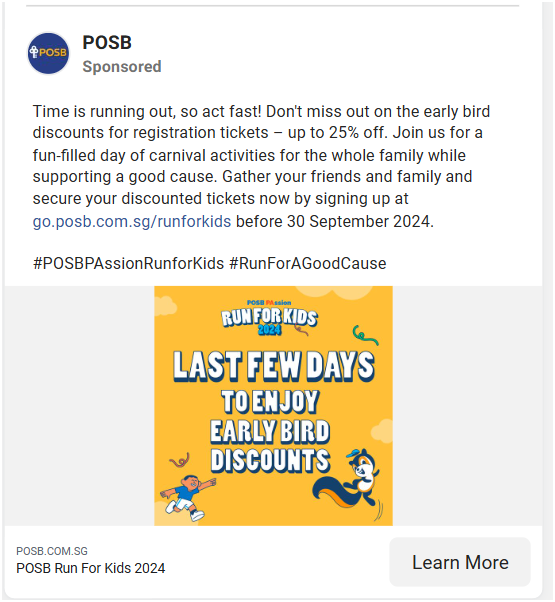 POSB
POSB
Sponsored
Time is running out, so act fast! Don't miss out on the early bird
discounts for registration tickets – up to 25% off. Join us for a
fun-filled day of carnival activities for the whole family while
supporting a good cause. Gather your friends and family and
secure your discounted tickets now by signing up at
go.posb.com.sg/runforkids before 30 September 2024.
#POSBPAssionRunforKids #RunForAGoodCause
POSB PAssion
RUN FOR KIDS
2024
LAST FEW DAYS
TO ENJOY
EARLY BIRD
DISCOUNTS
POSB.COM.SG
POSB Run For Kids 2024
Learn More